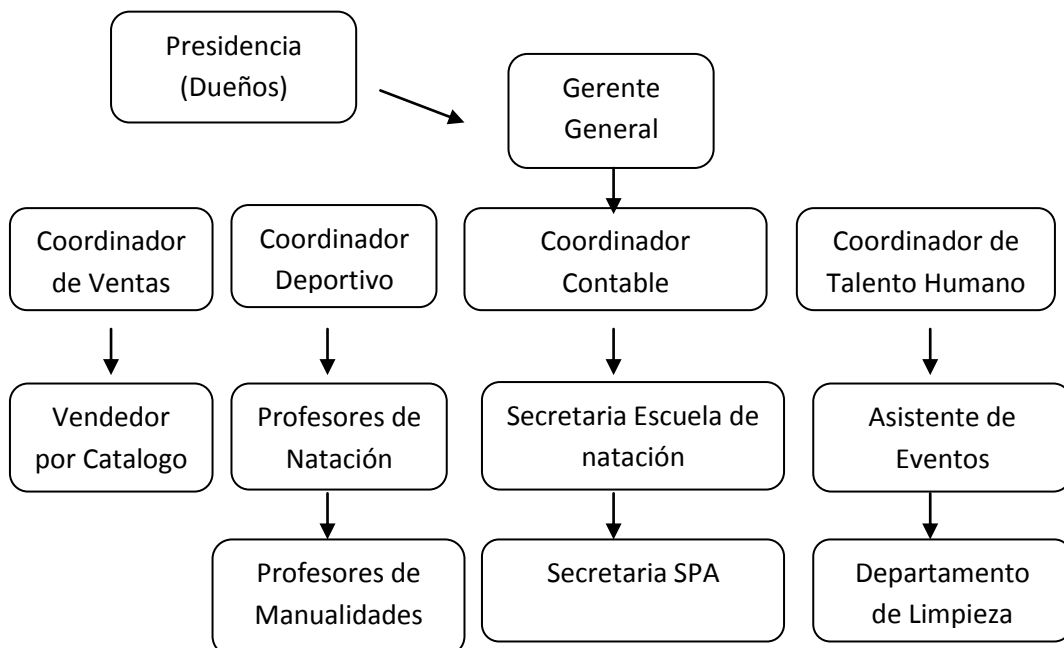 Presidencia
(Dueños)
Gerente
General
Coordinador
de Ventas
Coordinador
Deportivo
Coordinador
Contable
Coordinador de
Talento Humano
Vendedor
por Catalogo
Profesores de
Natación
Secretaria Escuela de
natación
Asistente de
Eventos
Profesores de
Manualidades
Secretaria SPA
Departamento
de Limpieza